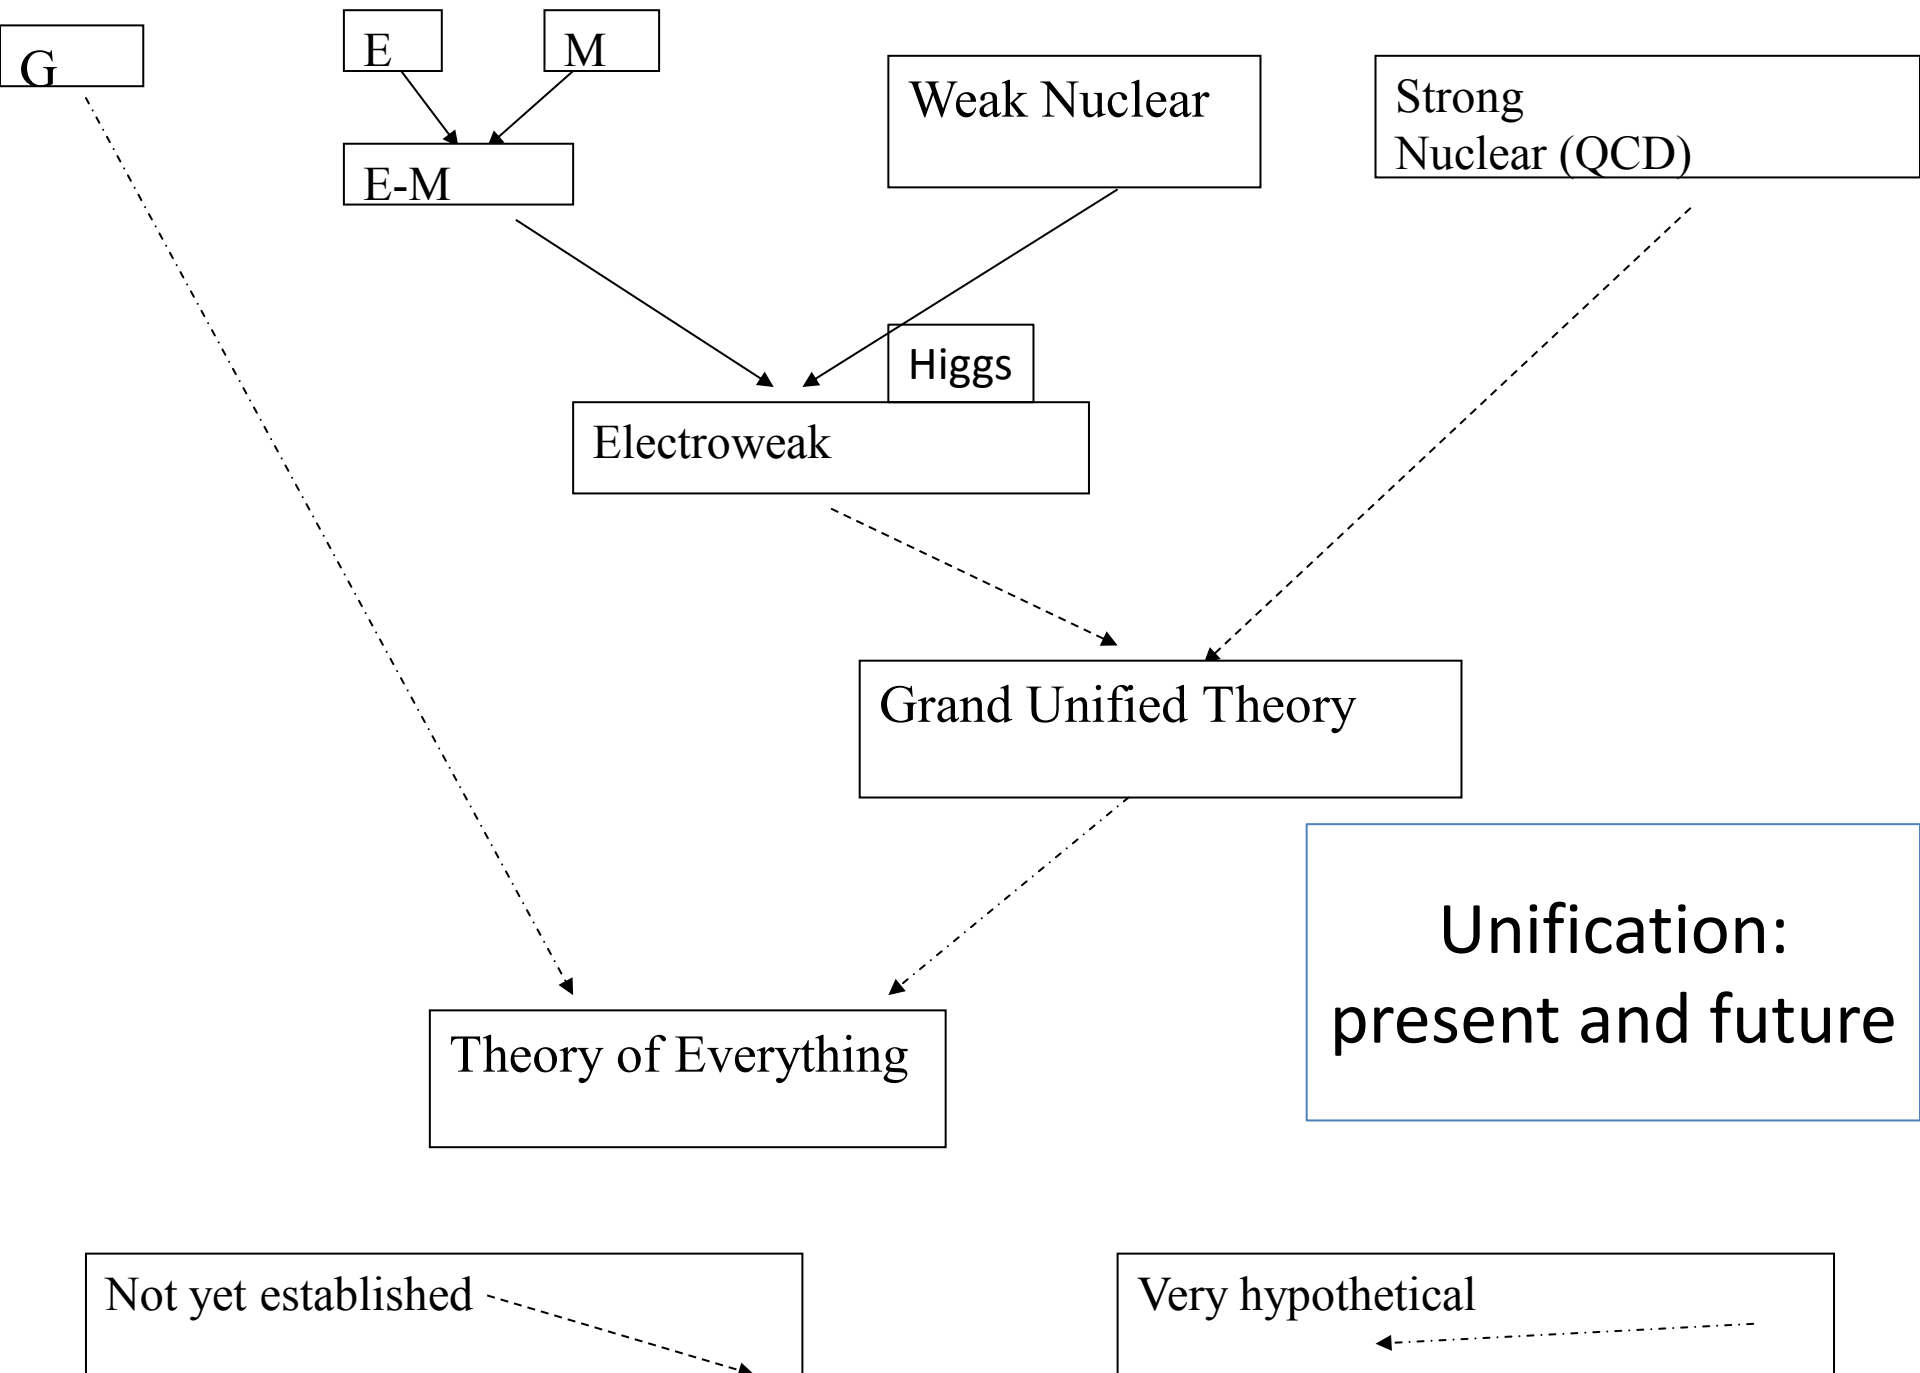 G
E
M
E-M
Weak Nuclear
Strong
Nuclear (QCD)
Higgs
Electroweak
Grand Unified Theory
Unification:
present and future
Theory of Everything
Not yet established
Very hypothetical